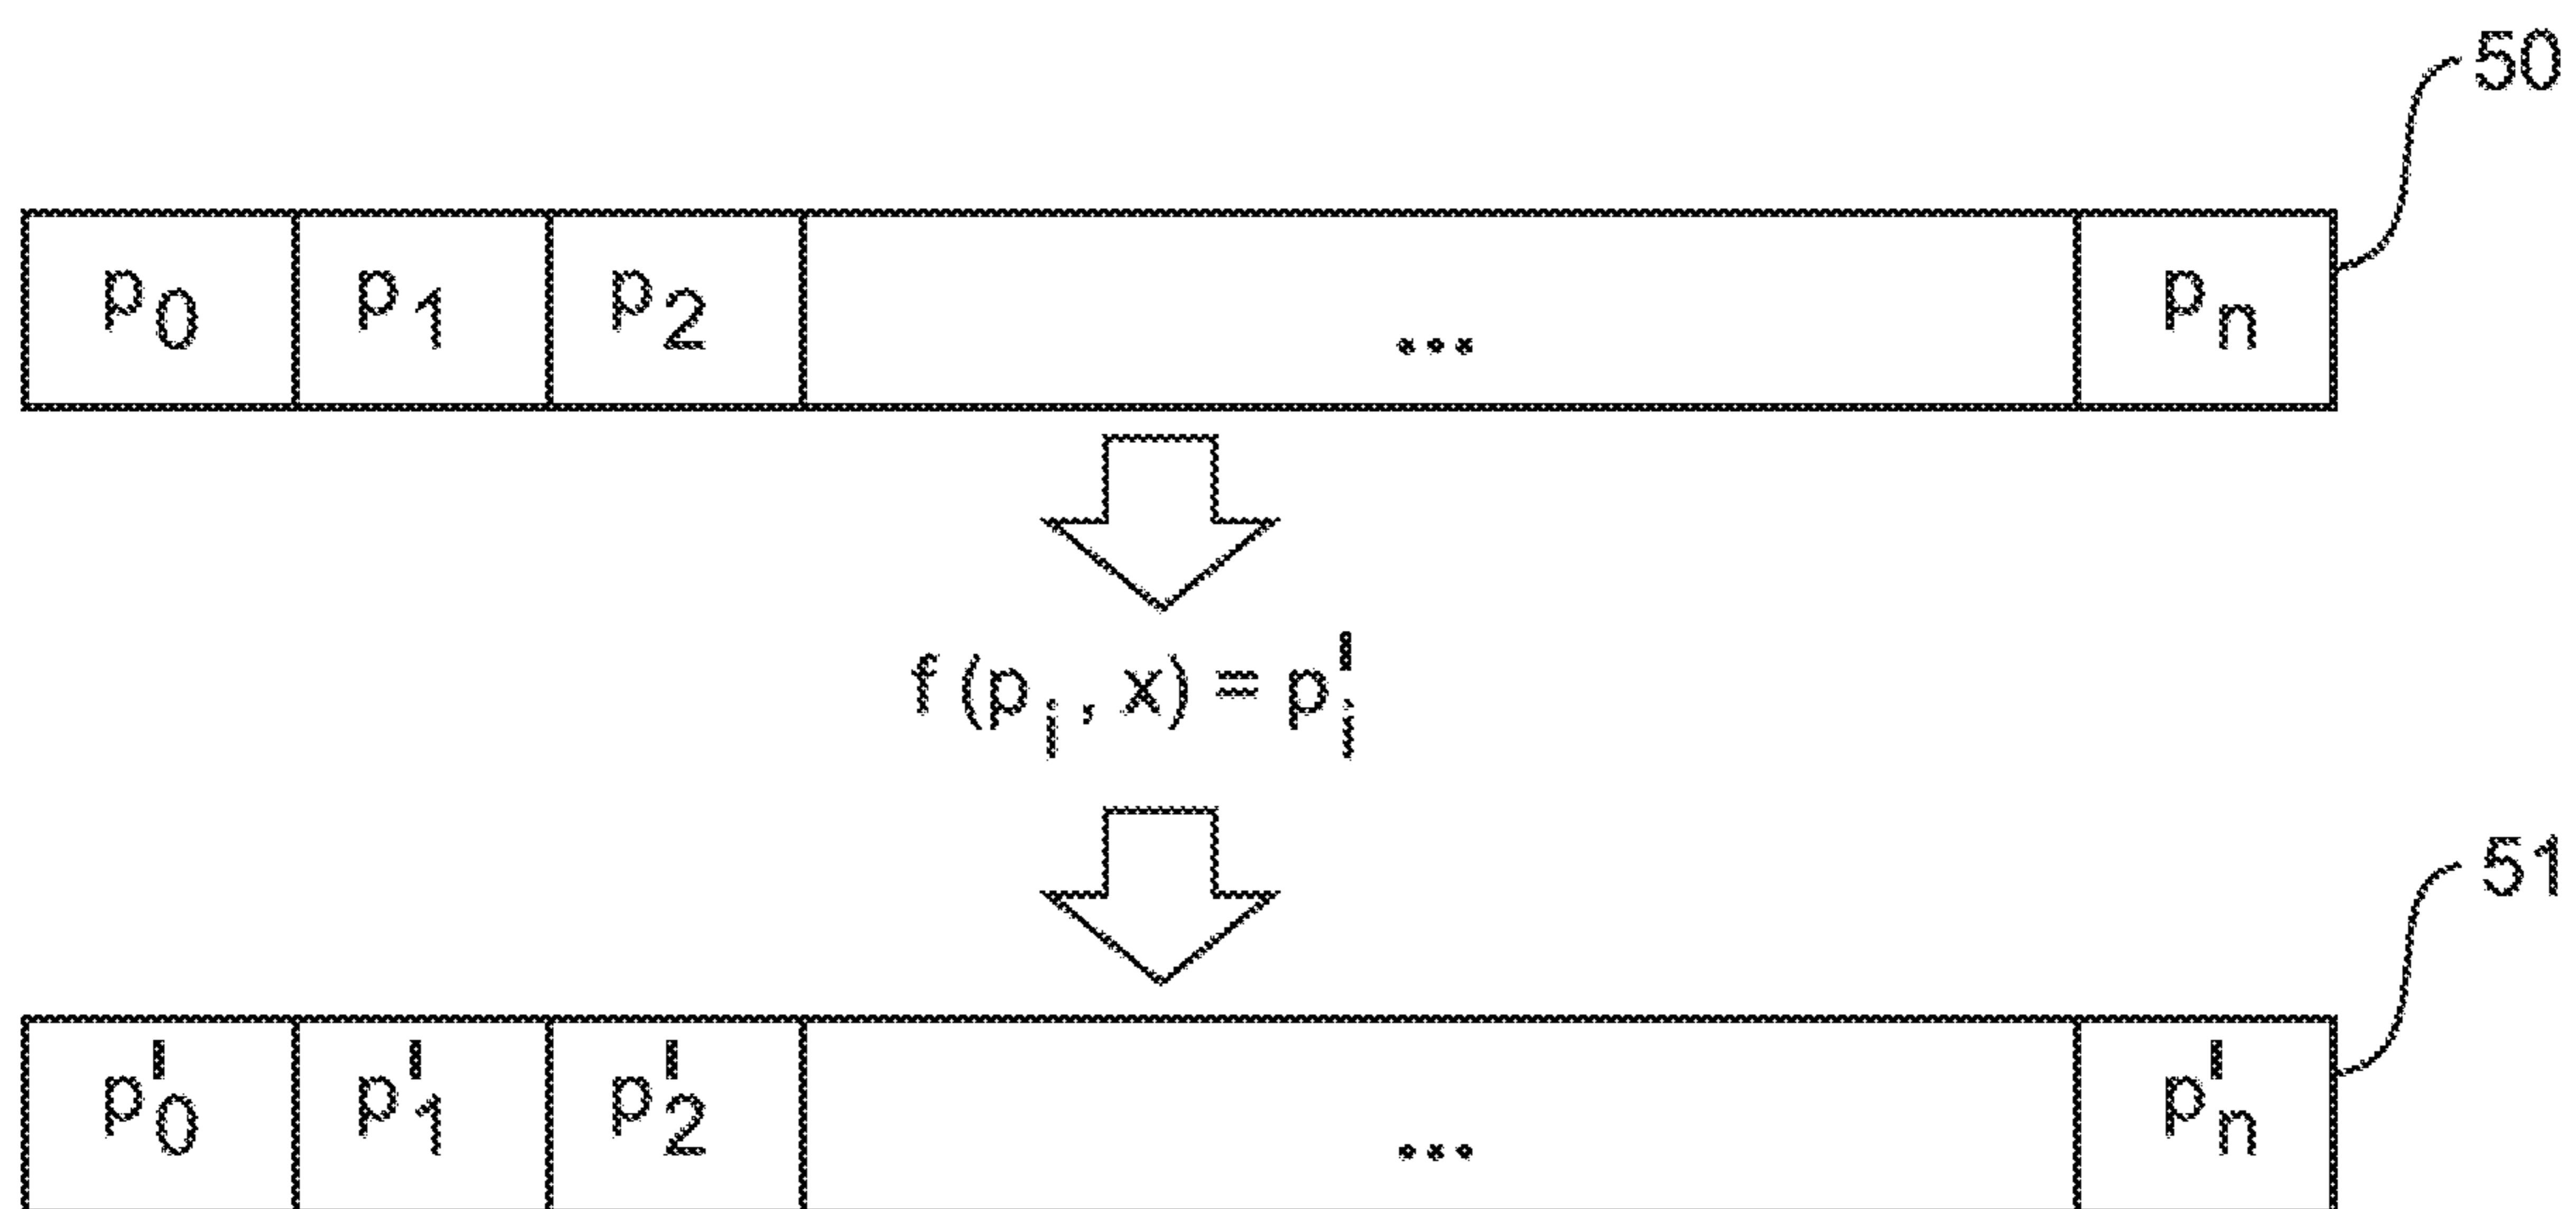 50
p₀ p₁ p₂ ... pₙ
f (pᵢ , x) = p'ᵢ
51
p'₀ p'₁ p'₂ ... p'ₙ